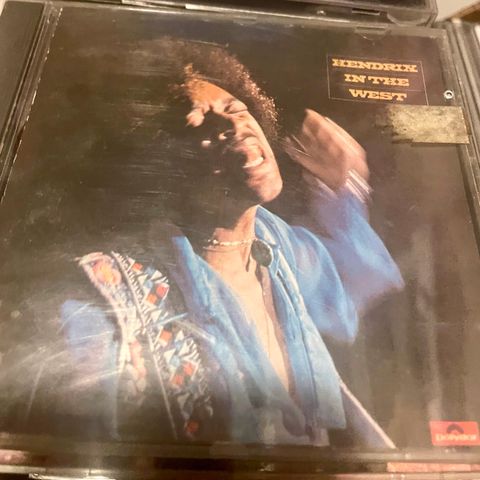 HENDRIX
IN THE
WEST
Polydor